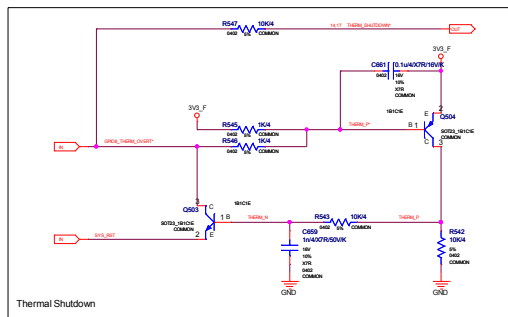 R547 10K/4
0402 5% COMMON
14,17 THERM_SHUTDOWN*
OUT
3V3_F
C661 0.1u/4/X7R/16V/K
0402 16V
10%
X7R
COMMON
3V3_F
R545 1K/4
0402 5% COMMON
THERM_P*
1B1C1E
B 1 E 2 C 3
Q504
SOT23_1B1C1E
COMMON
IN
GPIO8_THERM_OVERT*
R546 1K/4
0402 5% COMMON
Q503
1B1C1E
SOT23_1B1C1E
COMMON
3 C 1 B 2 E
THERM_N
R543 10K/4
0402 5% COMMON
THERM_P
R542
10K/4
5%
0402
COMMON
IN
SYS_RST
C659
1n/4/X7R/50V/K
16V
10%
X7R
0402
COMMON
GND
GND
Thermal Shutdown